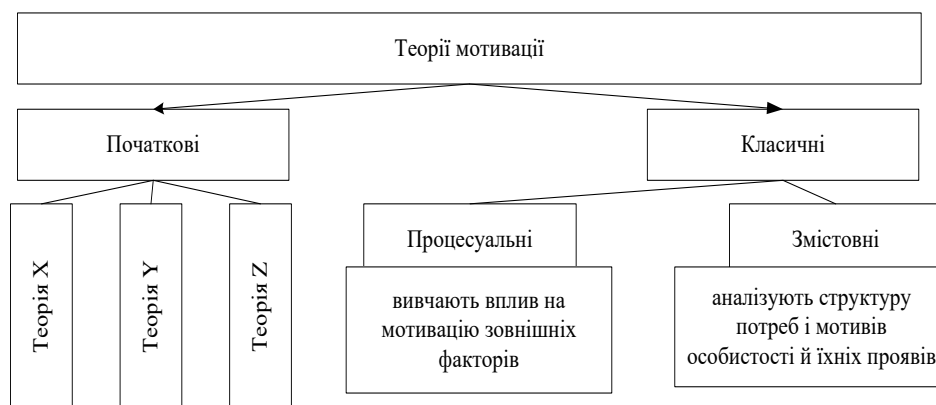 Теорії мотивації
Початкові
Класичні
Теорія X
Теорія Y
Теорія Z
Процесуальні
вивчають вплив на
мотивацію зовнішніх
факторів
Змістовні
аналізують структуру
потреб і мотивів
особистості й їхніх проявів